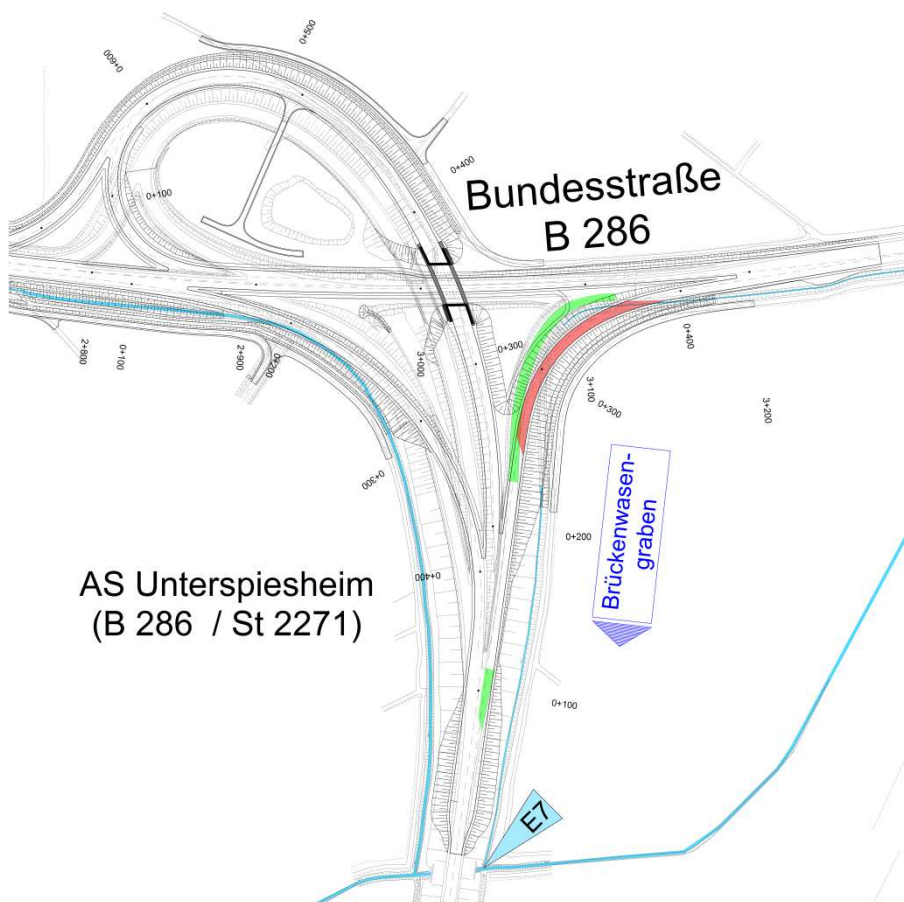 0+500
0+600
0+400
0+100
Bundesstraße
B 286
2+800
0+100
2+900
0+200
3+000
0+300
0+400
3+100
0+300
3+200
0+300
Brückenwasen-
graben
0+200
AS Unterspiesheim
(B 286 / St 2271)
0+400
0+100
E7